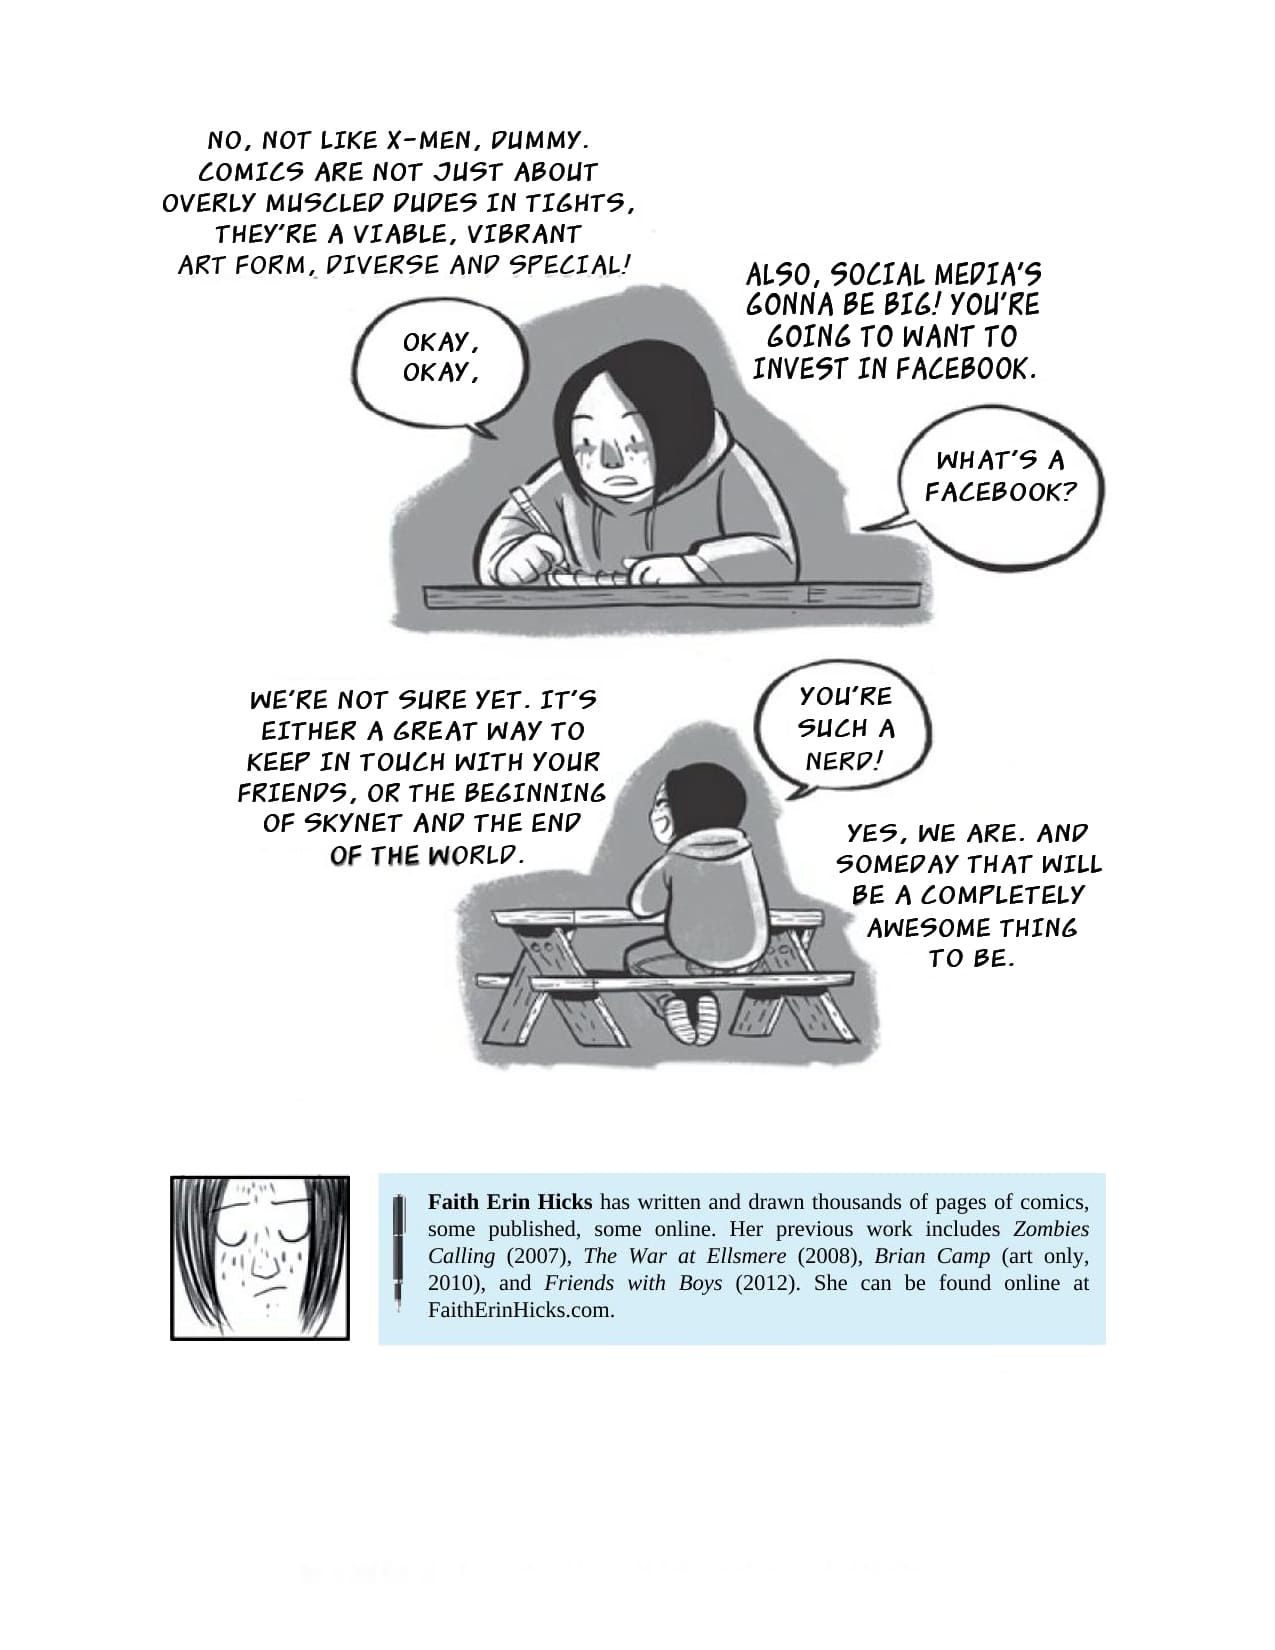 NO, NOT LIKE X-MEN, DUMMY.
COMICS ARE NOT JUST ABOUT
OVERLY MUSCLED DUDES IN TIGHTS,
THEY'RE A VIABLE, VIBRANT
ART FORM, DIVERSE AND SPECIAL!
OKAY,
OKAY,
ALSO, SOCIAL MEDIA'S
GONNA BE BIG! YOU'RE
GOING TO WANT TO
INVEST IN FACEBOOK.
WHAT'S A
FACEBOOK?
WE'RE NOT SURE YET. IT'S
EITHER A GREAT WAY TO
KEEP IN TOUCH WITH YOUR
FRIENDS, OR THE BEGINNING
OF SKYNET AND THE END
OF THE WORLD.
YOU'RE
SUCH A
NERD!
YES, WE ARE. AND
SOMEDAY THAT WILL
BE A COMPLETELY
AWESOME THING
TO BE.
Faith Erin Hicks has written and drawn thousands of pages of comics,
some published, some online. Her previous work includes Zombies
Calling (2007), The War at Ellsmere (2008), Brian Camp (art only,
2010), and Friends with Boys (2012). She can be found online at
FaithErinHicks.com.